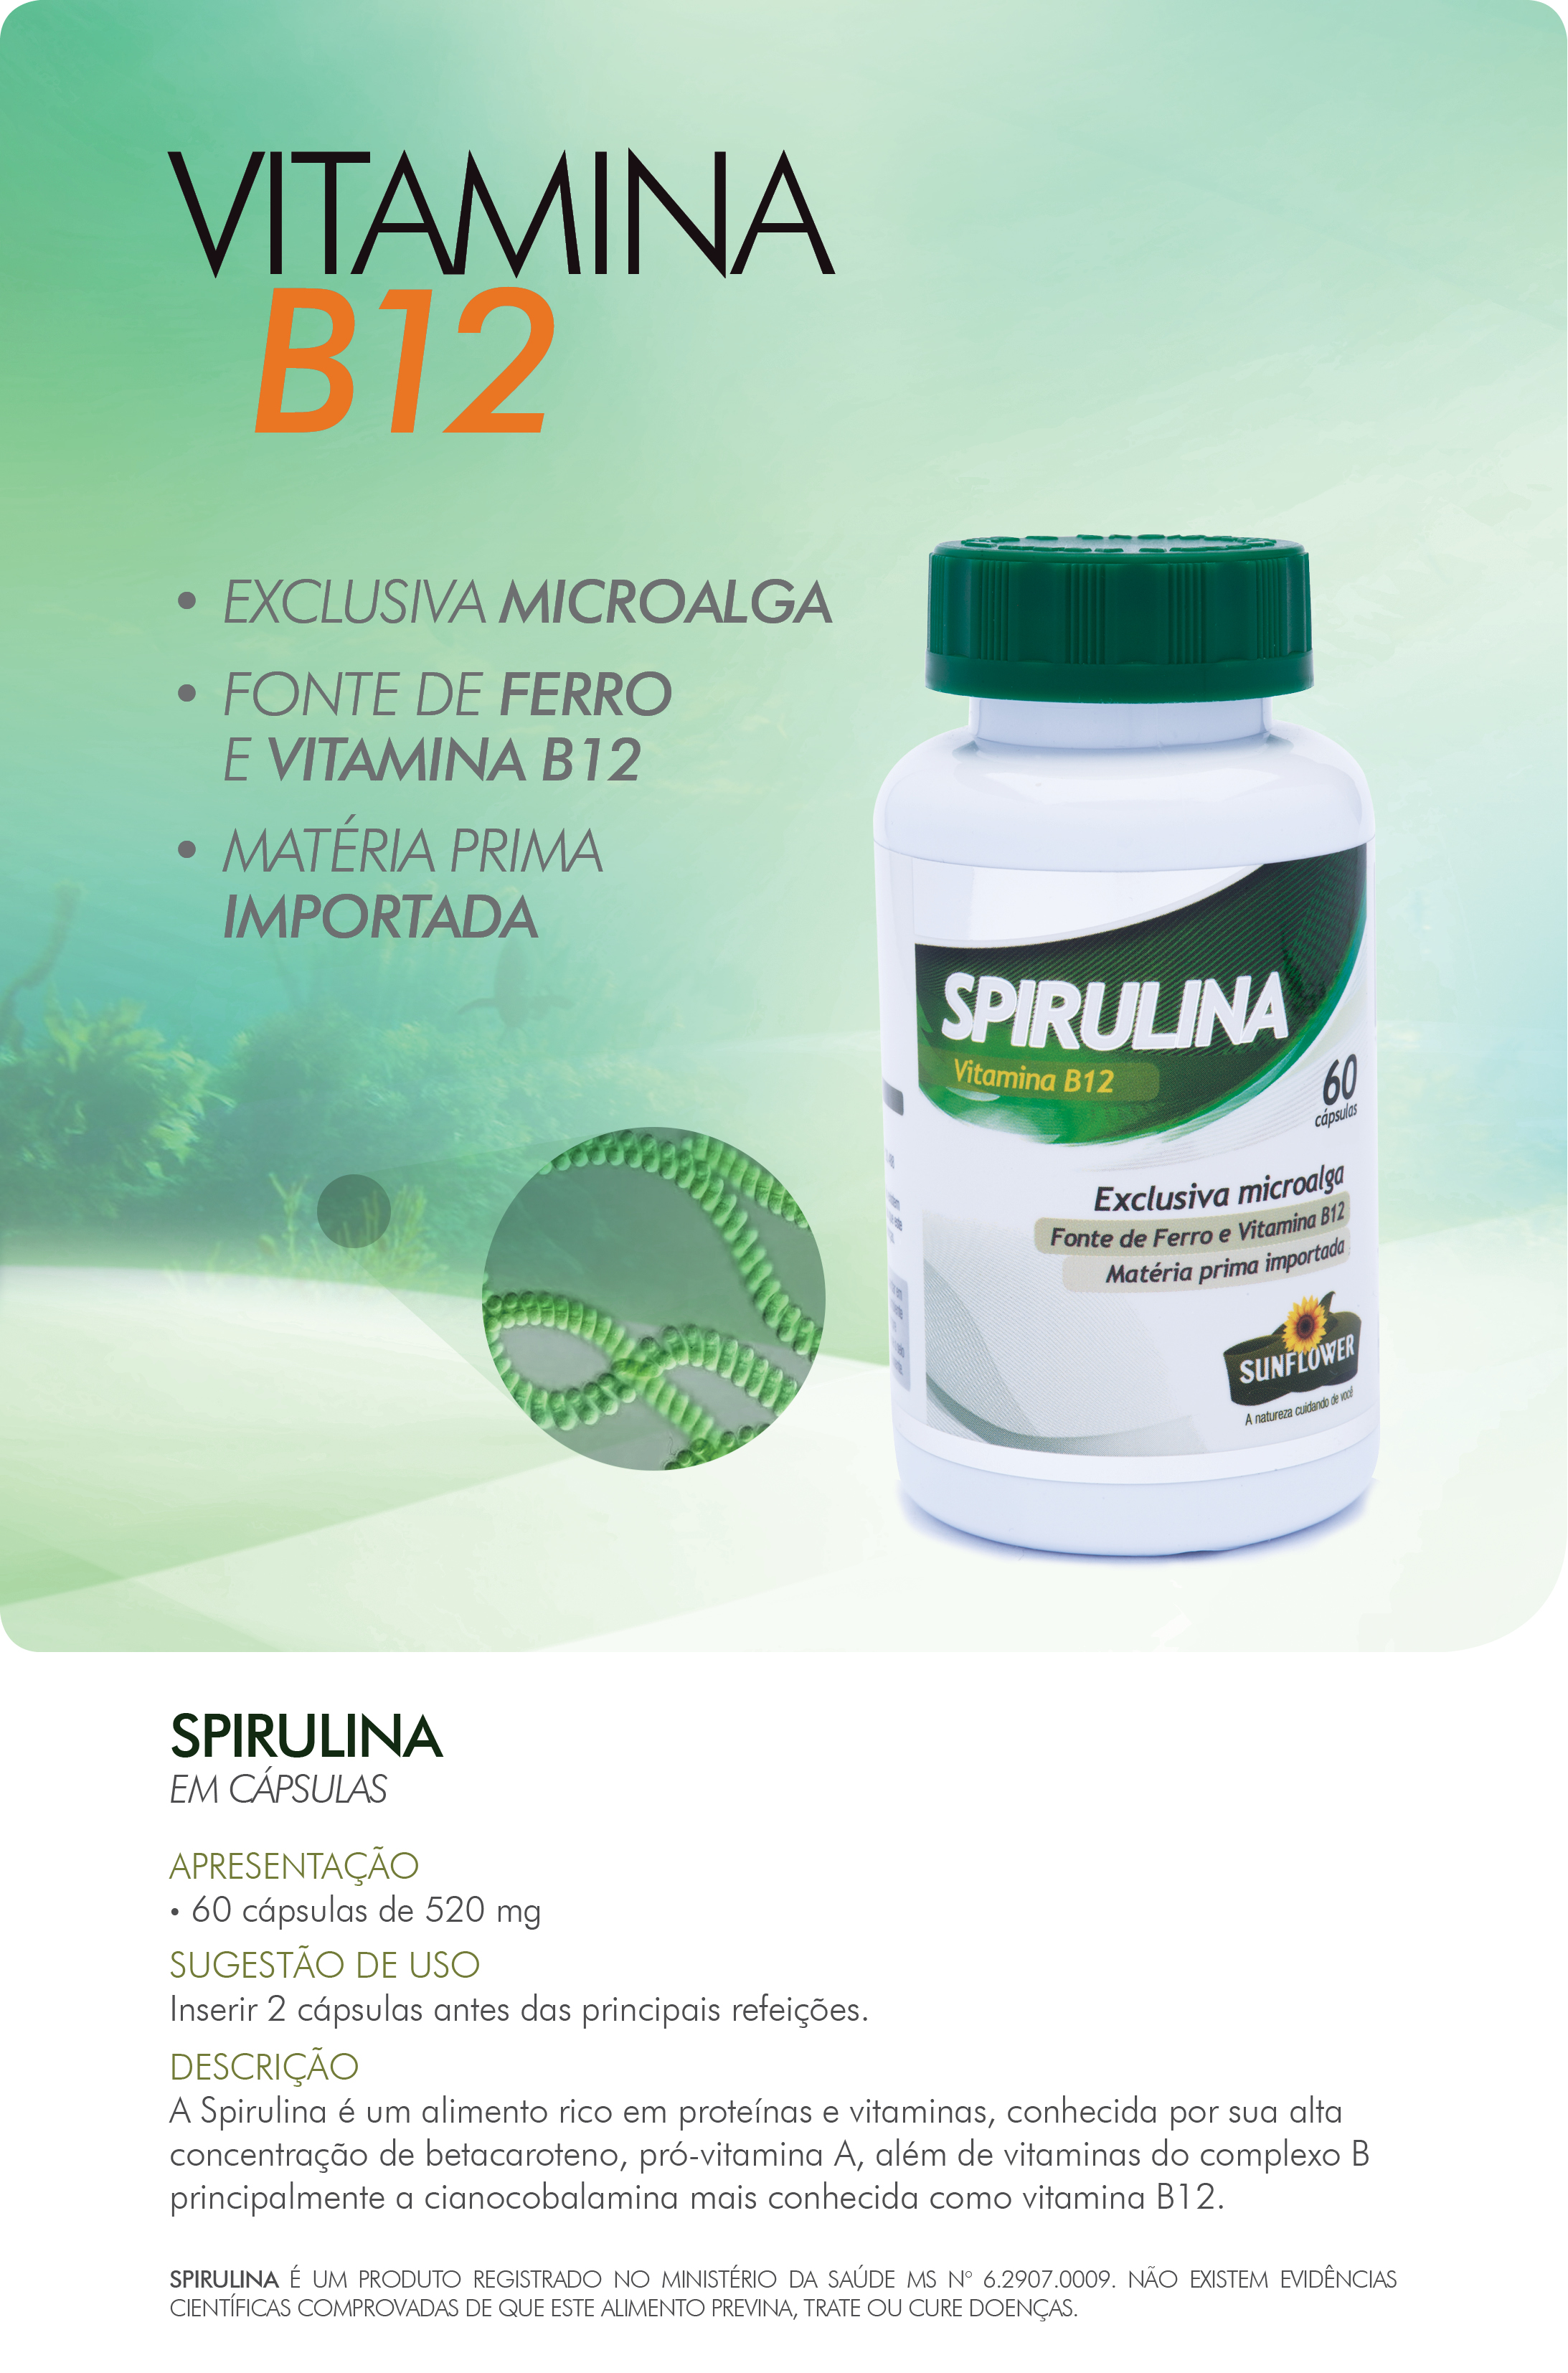 VITAMINA
B12
• EXCLUSIVA MICROALGA
• FONTE DE FERRO
E VITAMINA B12
• MATÉRIA PRIMA
IMPORTADA
SPIRULINA
Vitamina B12
60
cápsulas
Exclusiva microalga
Fonte de Ferro e Vitamina B12
Matéria prima importada
SUNFLOWER
A natureza cuidando de você
SPIRULINA
EM CÁPSULAS
APRESENTAÇÃO
• 60 cápsulas de 520 mg
SUGESTÃO DE USO
Inserir 2 cápsulas antes das principais refeições.
DESCRIÇÃO
A Spirulina é um alimento rico em proteínas e vitaminas, conhecida por sua alta
concentração de betacaroteno, pró-vitamina A, além de vitaminas do complexo B
principalmente a cianocobalamina mais conhecida como vitamina B12.
SPIRULINA É UM PRODUTO REGISTRADO NO MINISTÉRIO DA SAÚDE MS N° 6.2907.0009. NÃO EXISTEM EVIDÊNCIAS
CIENTÍFICAS COMPROVADAS DE QUE ESTE ALIMENTO PREVINA, TRATE OU CURE DOENÇAS.